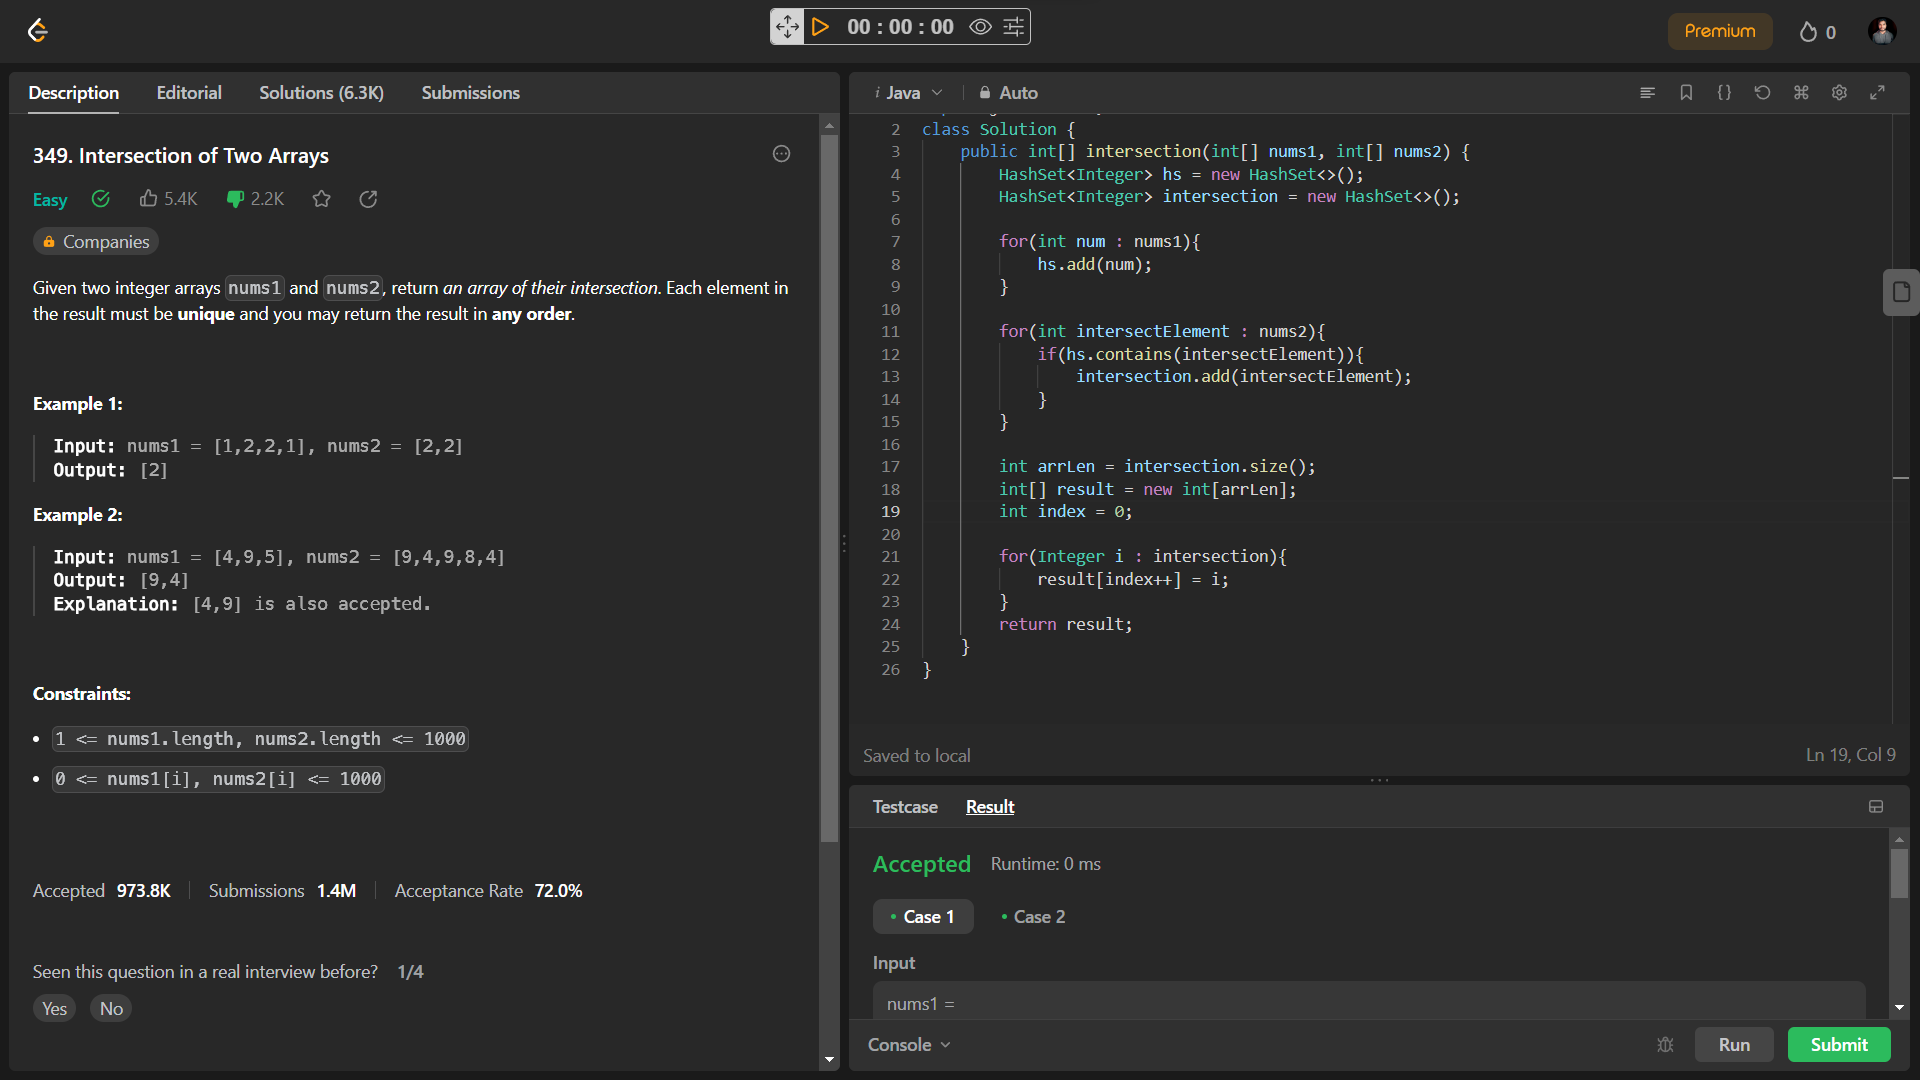 00 : 00 : 00
Premium
0
Description Editorial Solutions (6.3K) Submissions
349. Intersection of Two Arrays
Easy 5.4K 2.2K
Companies
Given two integer arrays nums1 and nums2, return an array of their intersection. Each element in
the result must be unique and you may return the result in any order.
Example 1:
Input: nums1 = [1,2,2,1], nums2 = [2,2]
Output: [2]
Example 2:
Input: nums1 = [4,9,5], nums2 = [9,4,9,8,4]
Output: [9,4]
Explanation: [4,9] is also accepted.
Constraints:
• 1 <= nums1.length, nums2.length <= 1000
• 0 <= nums1[i], nums2[i] <= 1000
Accepted 973.8K Submissions 1.4M Acceptance Rate 72.0%
Seen this question in a real interview before? 1/4
Yes No
i Java Auto
2 class Solution {
3 public int[] intersection(int[] nums1, int[] nums2) {
4 HashSet<Integer> hs = new HashSet<>();
5 HashSet<Integer> intersection = new HashSet<>();
6
7 for(int num : nums1){
8 hs.add(num);
9 }
10
11 for(int intersectElement : nums2){
12 if(hs.contains(intersectElement)){
13 intersection.add(intersectElement);
14 }
15 }
16
17 int arrLen = intersection.size();
18 int[] result = new int[arrLen];
19 int index = 0;
20
21 for(Integer i : intersection){
22 result[index++] = i;
23 }
24 return result;
25 }
26 }
Saved to local Ln 19, Col 9
Testcase Result
Accepted Runtime: 0 ms
• Case 1 • Case 2
Input
nums1 =
Console Run Submit